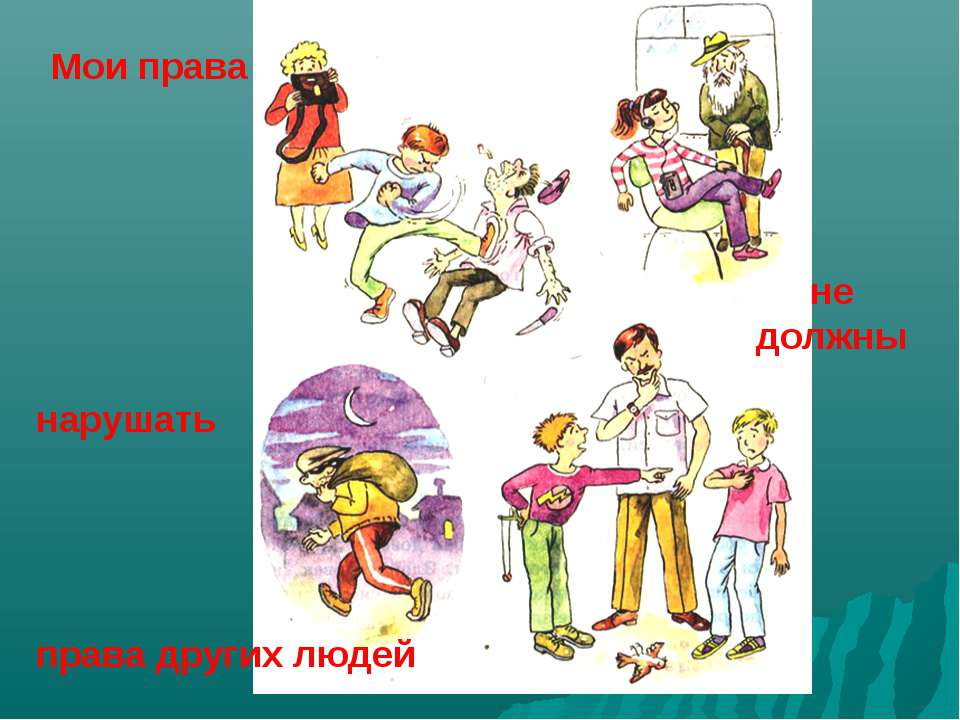 Мои права
не
должны
нарушать
права других людей